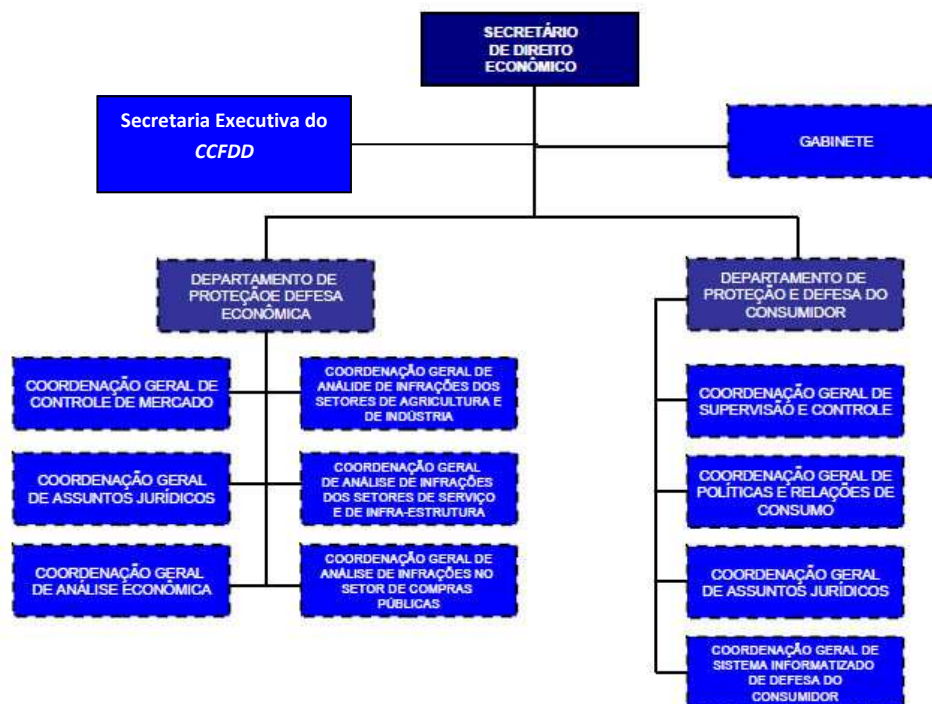 SECRETÁRIO
DE DIREITO
ECONÔMICO
Secretaria Executiva do
CCFDD
GABINETE
DEPARTAMENTO DE
PROTEÇÃOE DEFESA
ECONÔMICA
DEPARTAMENTO DE
PROTEÇÃO E DEFESA DO
CONSUMIDOR
COORDENAÇÃO GERAL DE
CONTROLE DE MERCADO
COORDENAÇÃO GERAL DE
ANÁLIDE DE INFRAÇÕES DOS
SETORES DE AGRICULTURA E
DE INDÚSTRIA
COORDENAÇÃO GERAL DE
SUPERVISÃO E CONTROLE
COORDENAÇÃO GERAL
DE ASSUNTOS JURÍDICOS
COORDENAÇÃO GERAL
DE ANÁLISE DE INFRAÇÕES
DOS SETORES DE SERVIÇO
E DE INFRA-ESTRUTURA
COORDENAÇÃO GERAL DE
POLÍTICAS E RELAÇÕES DE
CONSUMO
COORDENAÇÃO GERAL
DE ANÁLISE ECONÔMICA
COORDENAÇÃO GERAL DE
ANÁLISE DE INFRAÇÕES NO
SETOR DE COMPRAS
PÚBLICAS
COORDENAÇÃO GERAL
DE ASSUNTOS JURÍDICOS
COORDENAÇÃO GERAL DE
SISTEMA INFORMATIZADO
DE DEFESA DO
CONSUMIDOR